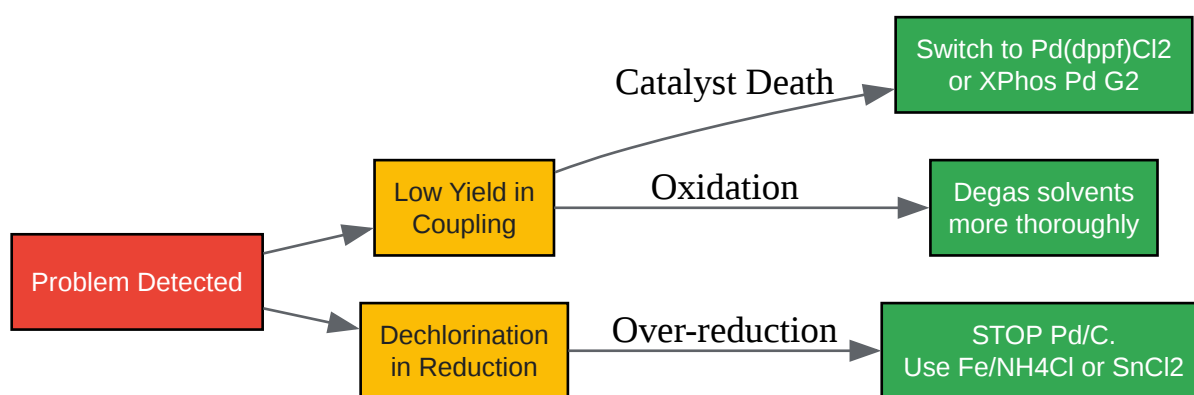 Problem Detected
Low Yield in
Coupling
Dechlorination
in Reduction
Catalyst Death
Oxidation
Over-reduction
Switch to Pd(dppf)Cl2
or XPhos Pd G2
Degas solvents
more thoroughly
STOP Pd/C.
Use Fe/NH4Cl or SnCl2